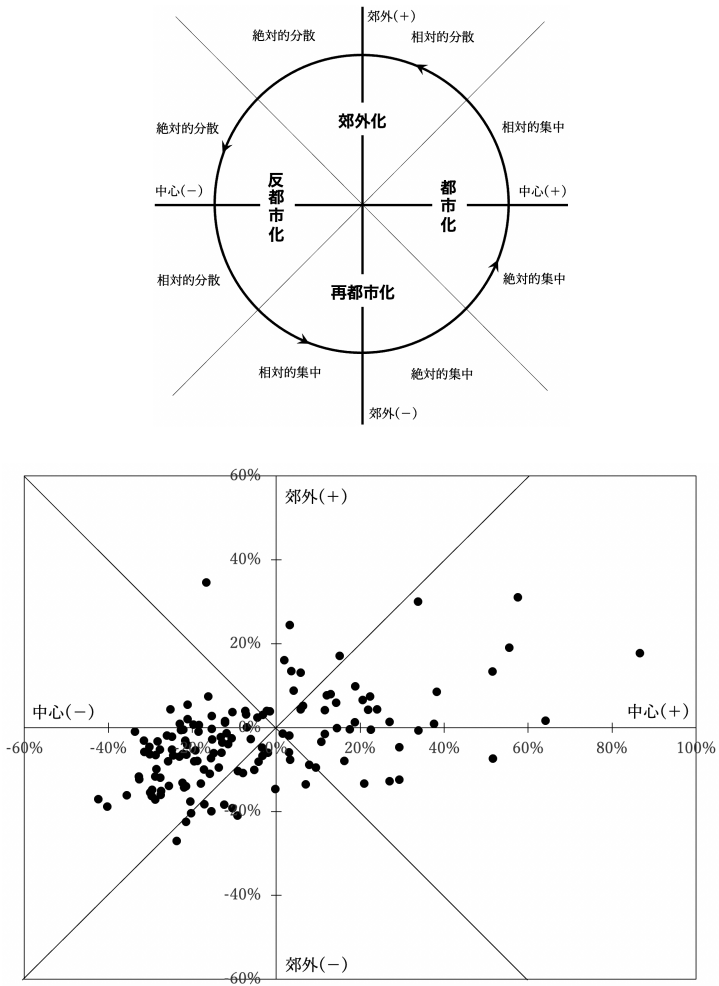 郊外(+)
絶対的分散
相対的分散
郊外化
絶対的分散
相対的集中
反都市化
都市化
中心(−)
中心(+)
相対的分散
絶対的集中
再都市化
相対的集中
絶対的集中
郊外(−)
60%
郊外(+)
40%
20%
中心(−)
中心(+)
0%
-60%
-40%
-20%
0%
20%
40%
60%
80%
100%
-20%
-40%
郊外(−)
-60%